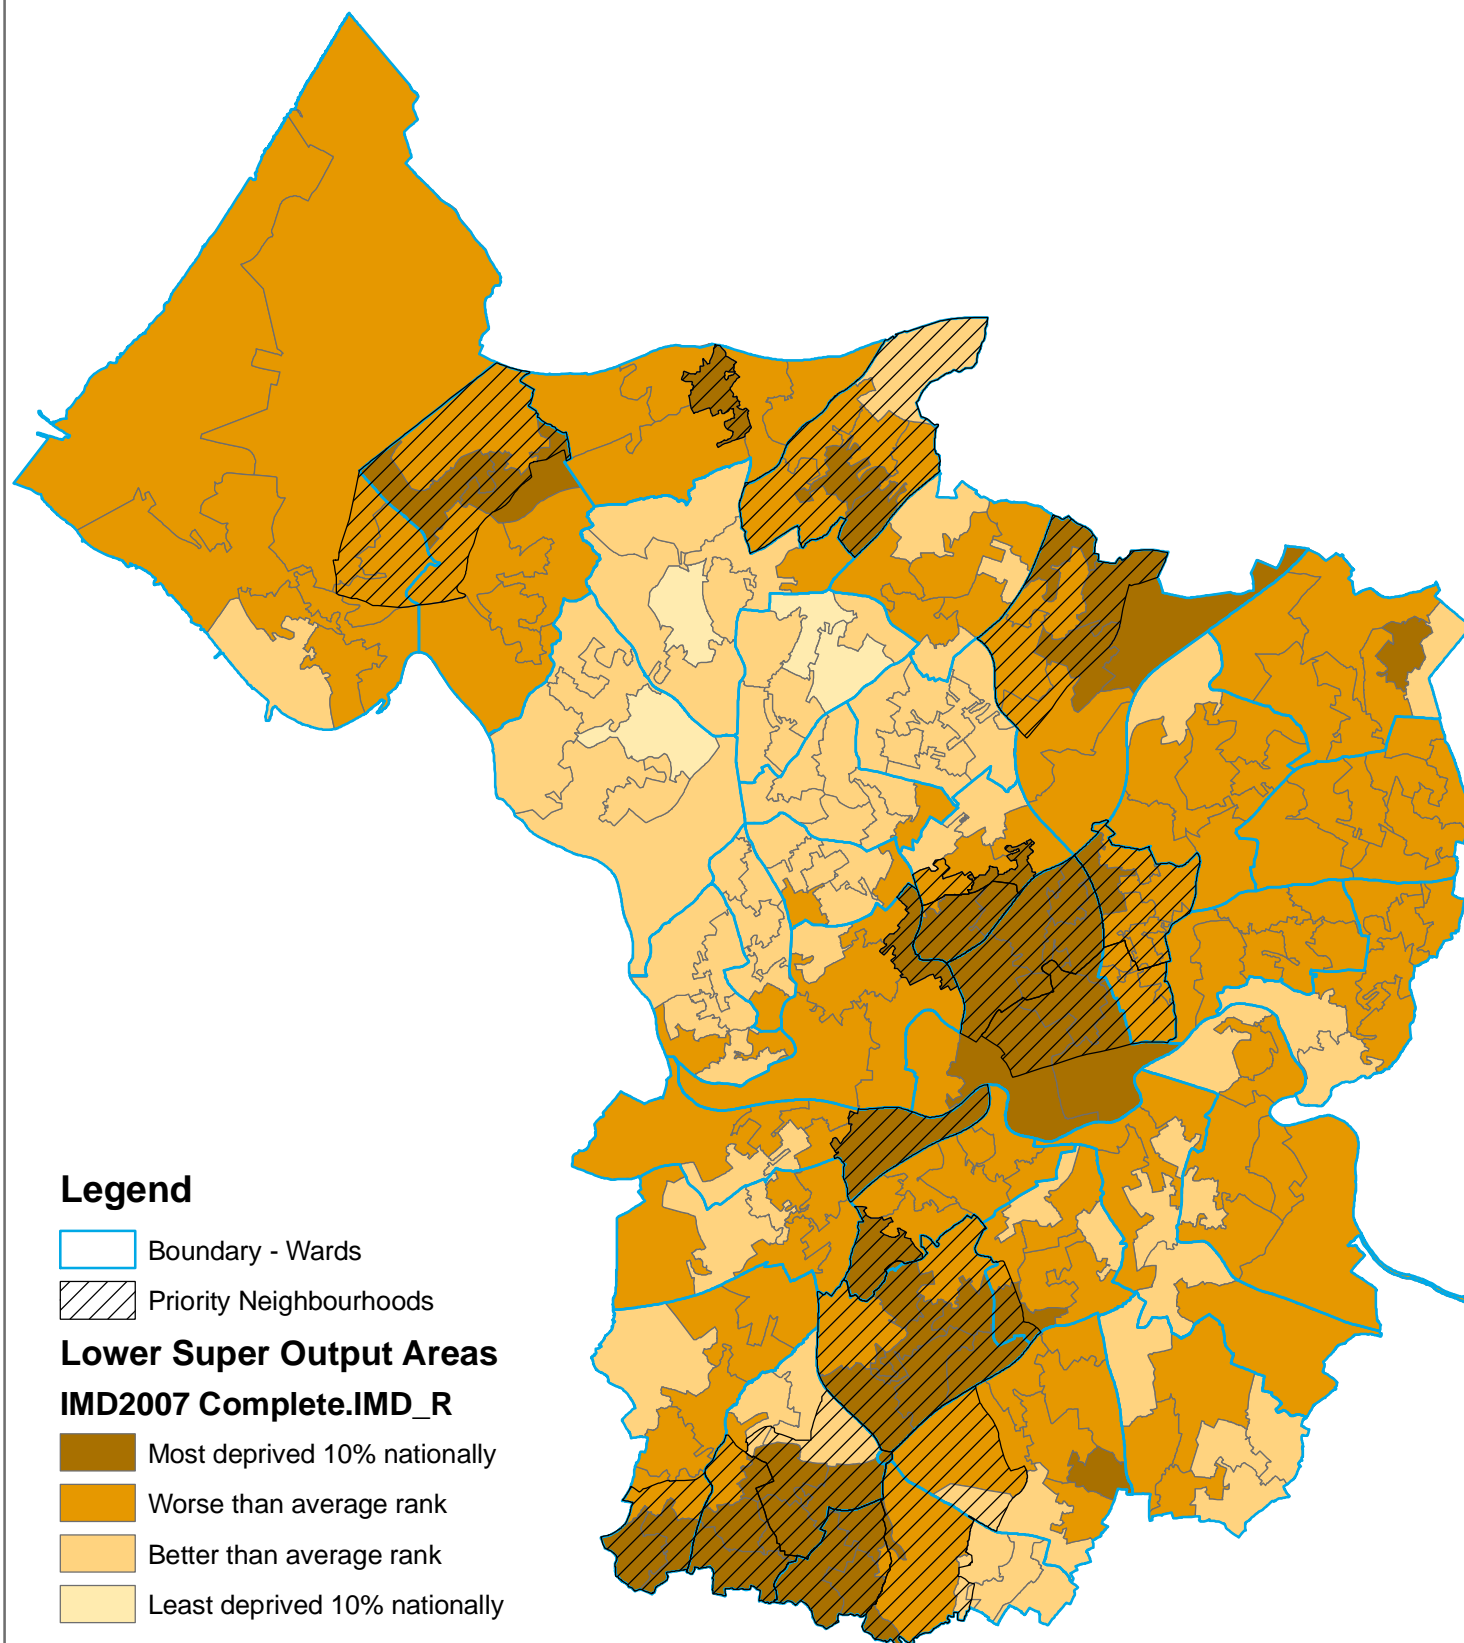 Legend
Boundary - Wards
Priority Neighbourhoods
Lower Super Output Areas
IMD2007 Complete.IMD_R
Most deprived 10% nationally
Worse than average rank
Better than average rank
Least deprived 10% nationally